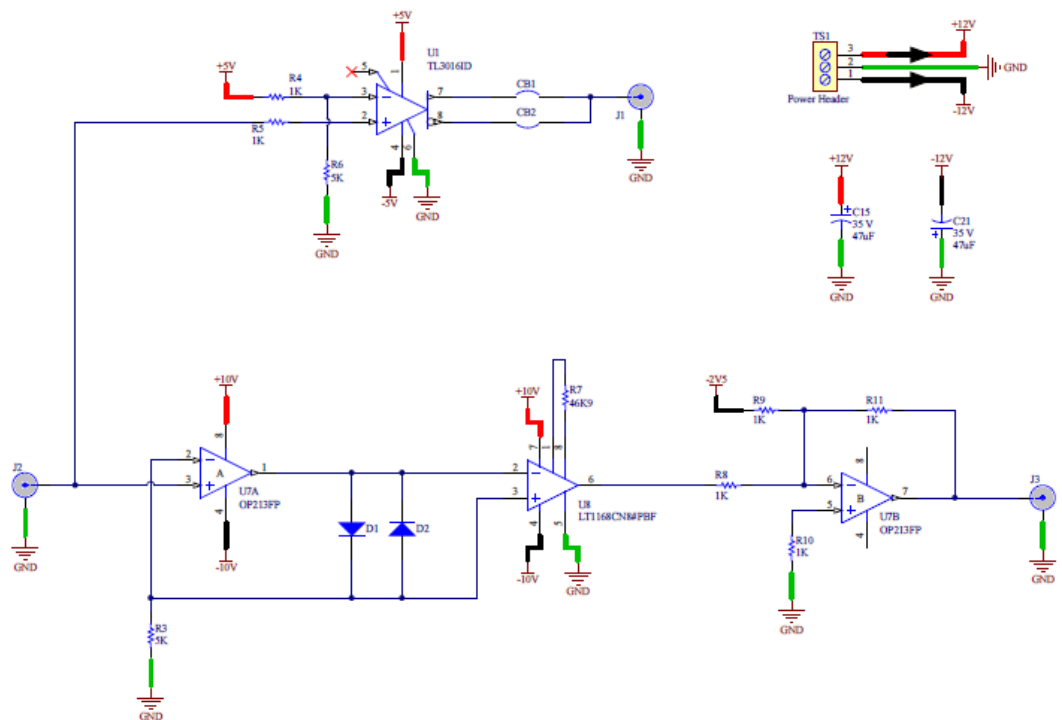 +5V
U1
TL3016ID
+5V
R4
1K
5
1
3
2
7
8
4
6
R5
1K
R6
5K
-5V
GND
GND
CB1
CB2
J1
GND
TS1
3
2
1
Power Header
+12V
GND
-12V
+12V
C15
35 V
47uF
GND
-12V
C21
35 V
47uF
GND
+10V
8
2
3
A
1
4
U7A
OP213FP
-10V
J2
GND
D1
D2
R3
5K
GND
+10V
R7
46K9
7
1
8
2
3
6
4
5
U8
LT1168CN8#PBF
-10V
GND
-2V5
R9
1K
R11
1K
R8
1K
8
6
5
B
7
4
U7B
OP213FP
R10
1K
GND
J3
GND